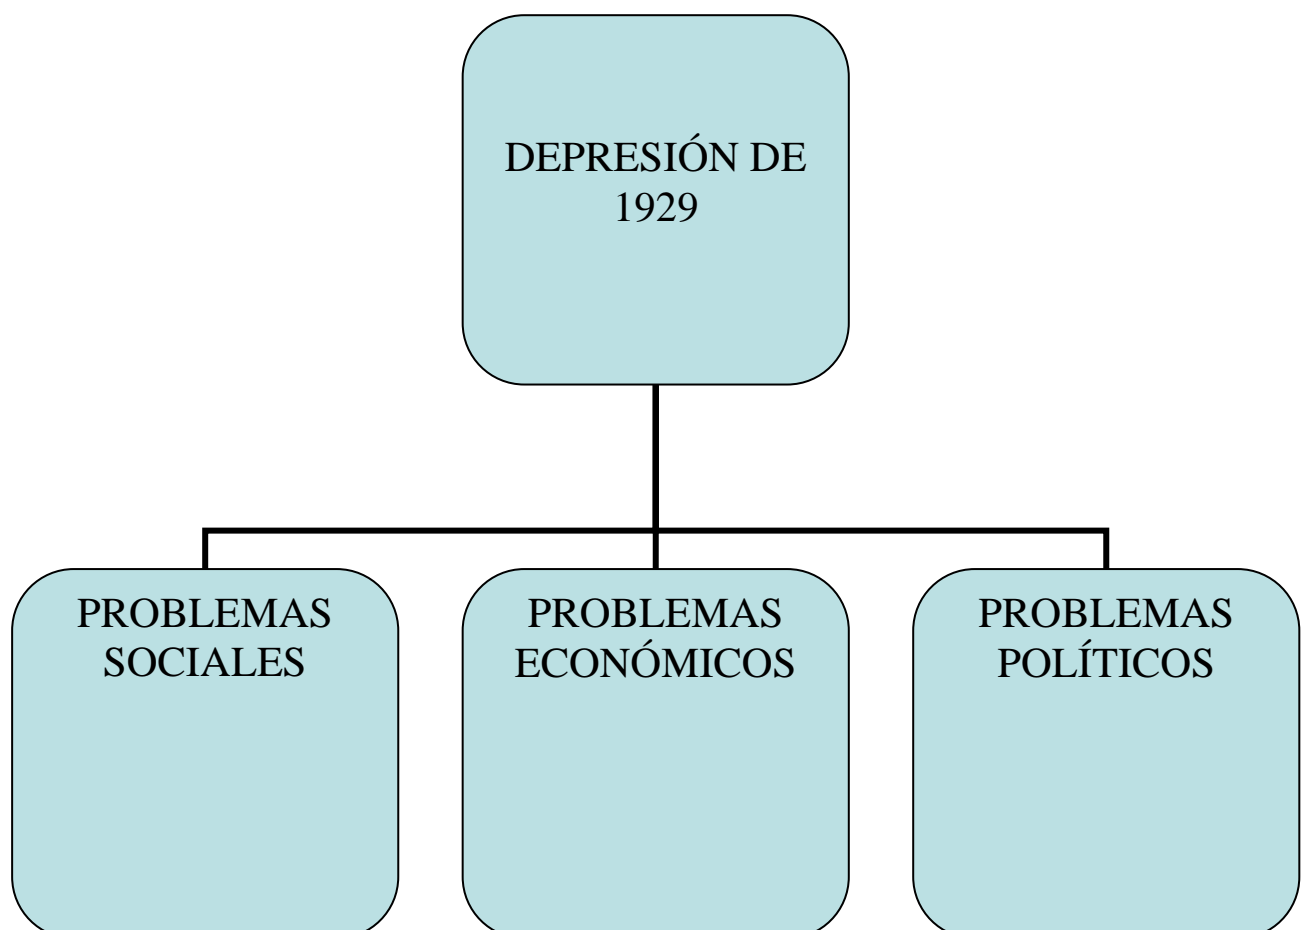 DEPRESIÓN DE
1929
PROBLEMAS
SOCIALES
PROBLEMAS
ECONÓMICOS
PROBLEMAS
POLÍTICOS